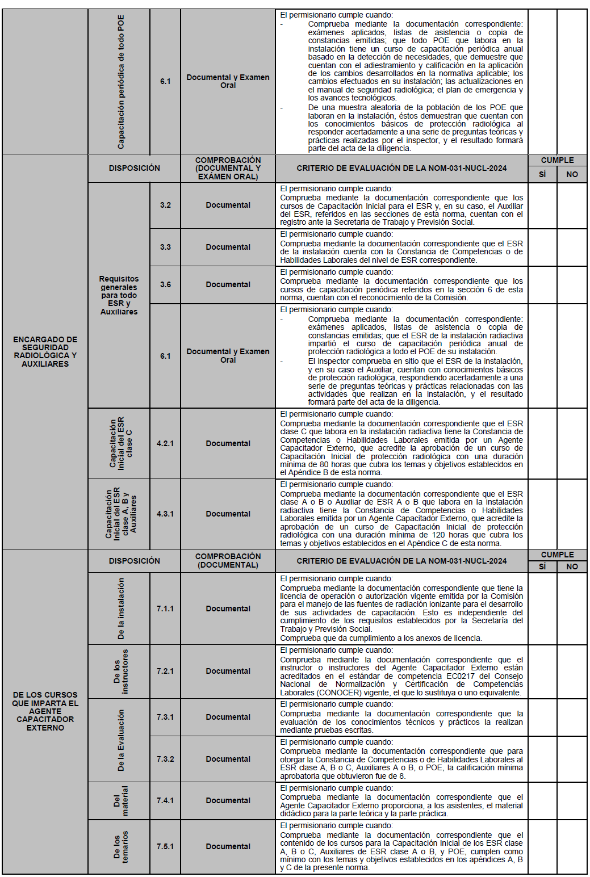 Capacitación periódica de todo POE
6.1
Documental y Examen
Oral
El permisionario cumple cuando:
- Comprueba mediante la documentación correspondiente:
exámenes aplicados, listas de asistencia o copia de
constancias emitidas; que todo POE que labora en la
instalación tiene un curso de capacitación periódica anual
basado en la detección de necesidades, que demuestre que
cuentan con el adiestramiento y calificación en la aplicación
de los cambios desarrollados en la normativa aplicable; los
cambios efectuados en su instalación; las actualizaciones en
el manual de seguridad radiológica; el plan de emergencia y
los avances tecnológicos.
- De una muestra aleatoria de la población de los POE que
laboran en la instalación, éstos demuestran que cuentan con
los conocimientos básicos de protección radiológica al
responder acertadamente a una serie de preguntas teóricas y
prácticas realizadas por el inspector, y el resultado formará
parte del acta de la diligencia.
ENCARGADO DE
SEGURIDAD
RADIOLÓGICA Y
AUXILIARES
DISPOSICIÓN
COMPROBACIÓN
(DOCUMENTAL Y
EXÁMEN ORAL)
CRITERIO DE EVALUACIÓN DE LA NOM-031-NUCL-2024
CUMPLE
SÍ
NO
Requisitos
generales
para todo
ESR y
Auxiliares
3.2
Documental
El permisionario cumple cuando:
Comprueba mediante la documentación correspondiente que los
cursos de Capacitación Inicial para el ESR y, en su caso, el Auxiliar
del ESR, referidos en las secciones de esta norma, cuentan con el
registro ante la Secretaría de Trabajo y Previsión Social.
3.3
Documental
El permisionario cumple cuando:
Comprueba mediante la documentación correspondiente que el ESR
de la instalación cuenta con la Constancia de Competencias o de
Habilidades Laborales del nivel de ESR correspondiente.
3.6
Documental
El permisionario cumple cuando:
Comprueba mediante la documentación correspondiente que los
cursos de capacitación periódica referidos en la sección 6 de esta
norma, cuentan con el reconocimiento de la Comisión
6.1
Documental y Examen
Oral
El permisionario cumple cuando:
- Comprueba mediante la documentación correspondiente:
exámenes aplicados, listas de asistencia o copia de
constancias emitidas; que el ESR de la instalación radiactiva
impartió el curso de capacitación periódica anual de
protección radiológica a todo el POE de su instalación.
- El inspector comprueba en sitio que el ESR de la instalación,
y en su caso el Auxiliar, cuentan con conocimientos básicos
de protección radiológica, respondiendo acertadamente a una
serie de preguntas teóricas y prácticas relacionadas con las
actividades que realizan en la instalación, y el resultado
formará parte del acta de la diligencia.
Capacitación
Inicial del ESR
clase C
4.2.1
Documental
El permisionario cumple cuando:
Comprueba mediante la documentación correspondiente que el ESR
clase C que labora en la instalación radiactiva tiene la Constancia de
Competencias o Habilidades Laborales emitida por un Agente
Capacitador Externo, que acredite la aprobación de un curso de
Capacitación Inicial de protección radiológica con una duración
mínima de 80 horas que cubra los temas y objetivos establecidos en
el Apéndice B de esta norma.
Capacitación
Inicial del ESR
clase A, B y
Auxiliares
4.3.1
Documental
El permisionario cumple cuando:
Comprueba mediante la documentación correspondiente que el ESR
clase A o B o Auxiliar de ESR A o B que labora en la instalación
radiactiva tiene la Constancia de Competencias o Habilidades
Laborales emitida por un Agente Capacitador Externo, que acredite la
aprobación de un curso de Capacitación Inicial de protección
radiológica con una duración mínima de 120 horas que cubra los
temas y objetivos establecidos en el Apéndice C de esta norma.
DE LOS CURSOS
QUE IMPARTA EL
AGENTE
CAPACITADOR
EXTERNO
DISPOSICIÓN
COMPROBACIÓN
(DOCUMENTAL)
CRITERIO DE EVALUACIÓN DE LA NOM-031-NUCL-2024
CUMPLE
SÍ
NO
De la instalación
7.1.1
Documental
El permisionario cumple cuando:
Comprueba mediante la documentación correspondiente que tiene la
licencia de operación o autorización vigente emitida por la Comisión
para el manejo de las fuentes de radiación ionizante para el desarrollo
de sus actividades de capacitación. Esto es independiente del
cumplimiento de los requisitos establecidos por la Secretaría del
Trabajo y Previsión Social.
Comprueba que da cumplimiento a los anexos de licencia.
De los
instructores
7.2.1
Documental
El permisionario cumple cuando:
Comprueba mediante la documentación correspondiente que el
instructor o instructores del Agente Capacitador Externo están
acreditados en el estándar de competencia EC0217 del Consejo
Nacional de Normalización y Certificación de Competencias
Laborales (CONOCER) vigente, el que lo sustituya o uno equivalente.
De la Evaluación
7.3.1
Documental
El permisionario cumple cuando:
Comprueba mediante la documentación correspondiente que la
evaluación de los conocimientos técnicos y prácticos la realizan
mediante pruebas escritas.
7.3.2
Documental
El permisionario cumple cuando:
Comprueba mediante la documentación correspondiente que para
otorgar la Constancia de Competencias o de Habilidades Laborales al
ESR clase A, B o C, Auxiliares A o B, o POE, la calificación mínima
aprobatoria que obtuvieron fue de 8.
Del
material
7.4.1
Documental
El permisionario cumple cuando:
Comprueba mediante la documentación correspondiente que el
Agente Capacitador Externo proporciona, a los asistentes, el material
didáctico para la parte teórica y la parte práctica.
De los
temarios
7.5.1
Documental
El permisionario cumple cuando:
Comprueba mediante la documentación correspondiente que el
contenido de los cursos para la Capacitación Inicial de los ESR clase
A, B o C, Auxiliares de ESR clase A o B, y POE, cumplen como
mínimo con los temas y objetivos establecidos en los apéndices A, B
y C de la presente norma.